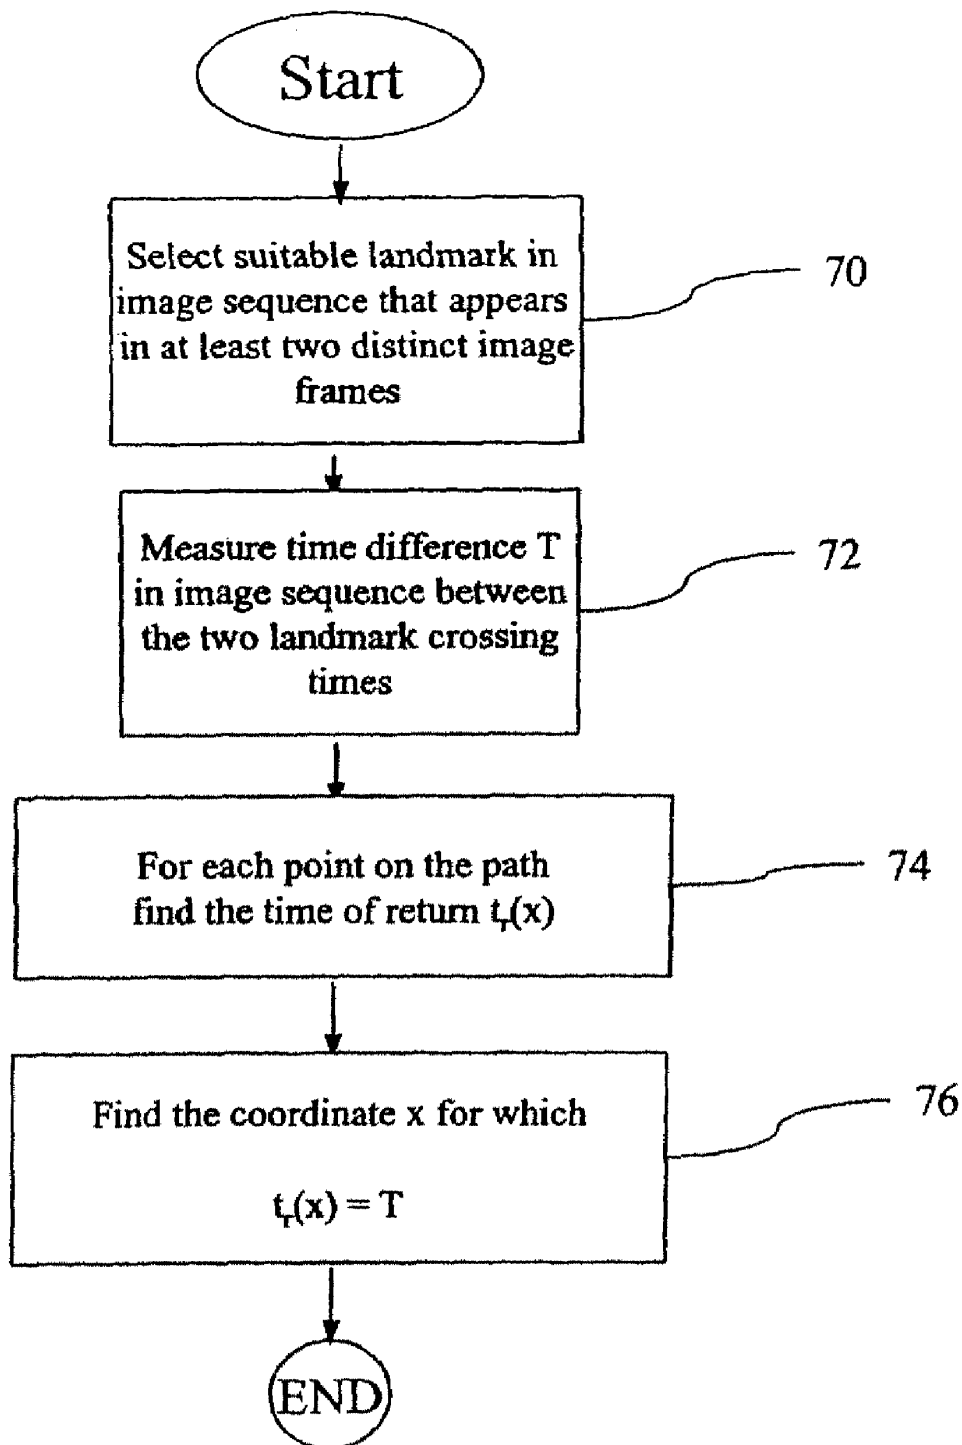 Start
Select suitable landmark in
image sequence that appears
in at least two distinct image
frames
70
Measure time difference T
in image sequence between
the two landmark crossing
times
72
For each point on the path
find the time of return tr(x)
74
Find the coordinate x for which
tr(x) = T
76
END